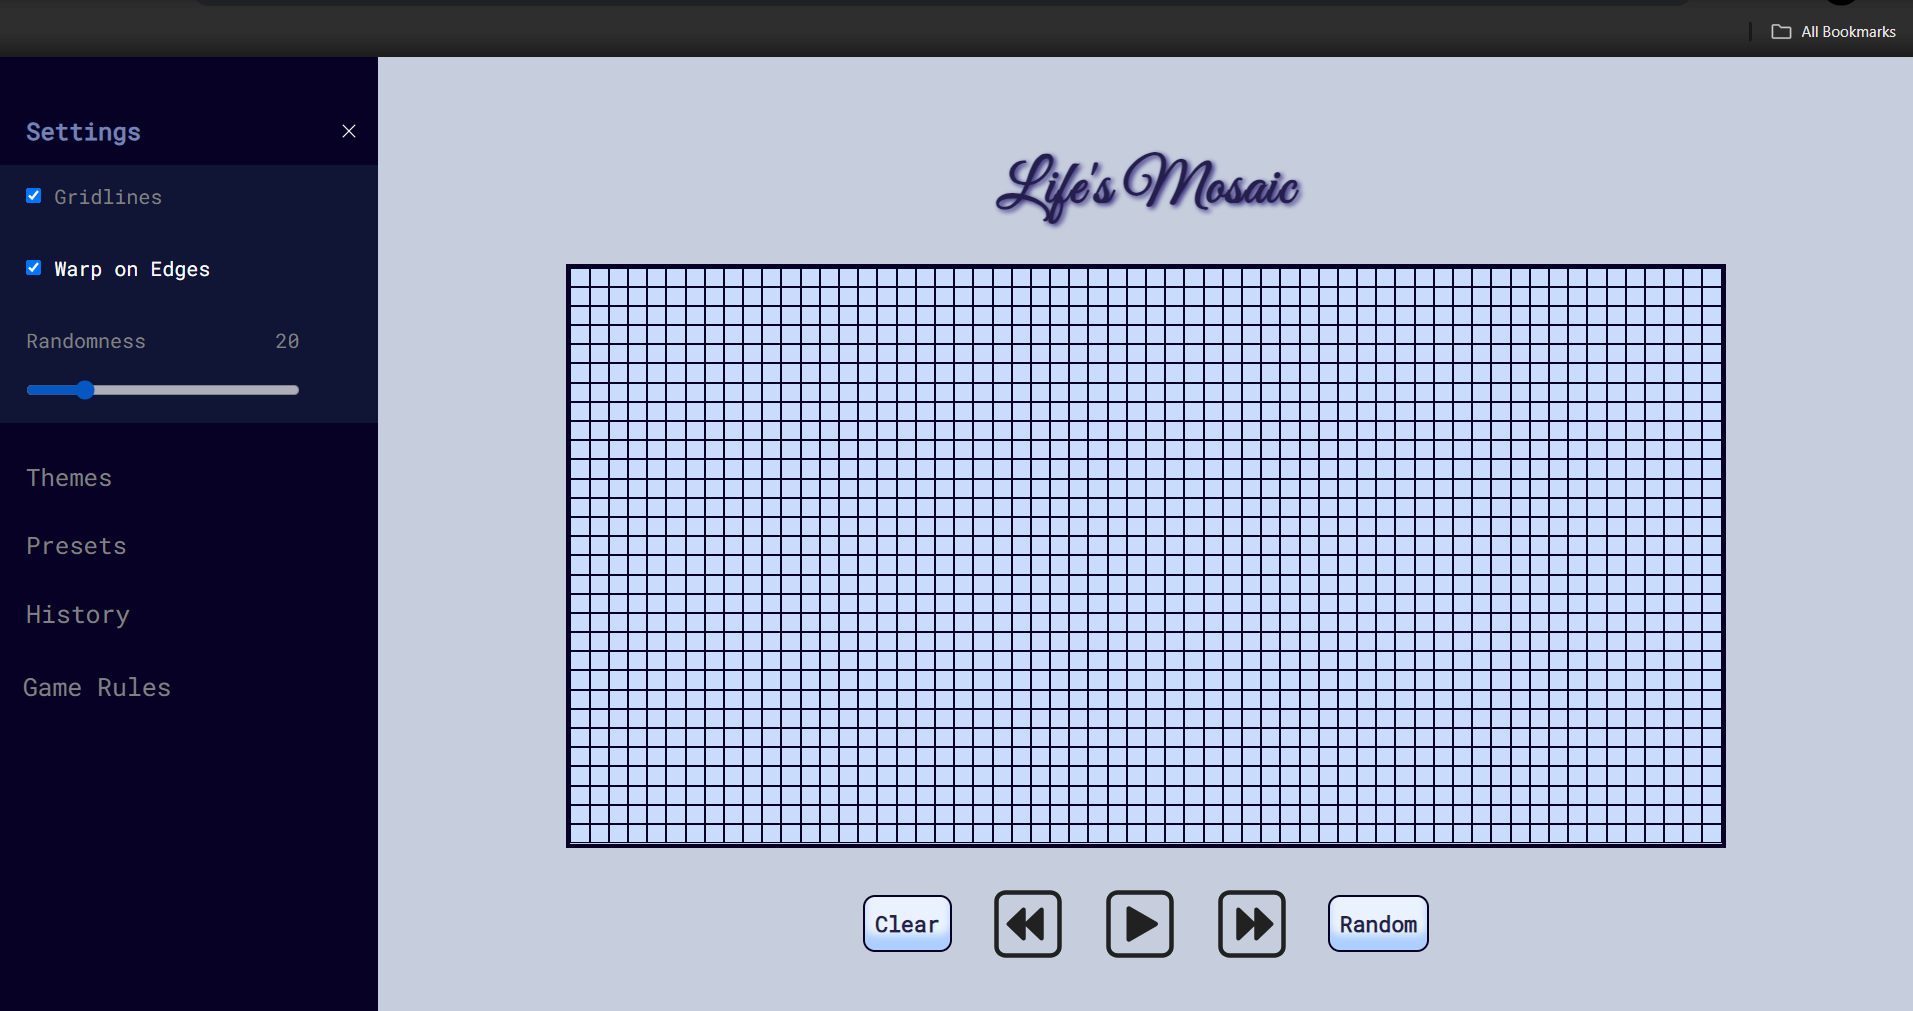 All Bookmarks
Settings
Gridlines
Warp on Edges
Randomness 20
Themes
Presets
History
Game Rules
Life's Mosaic
Clear
Random